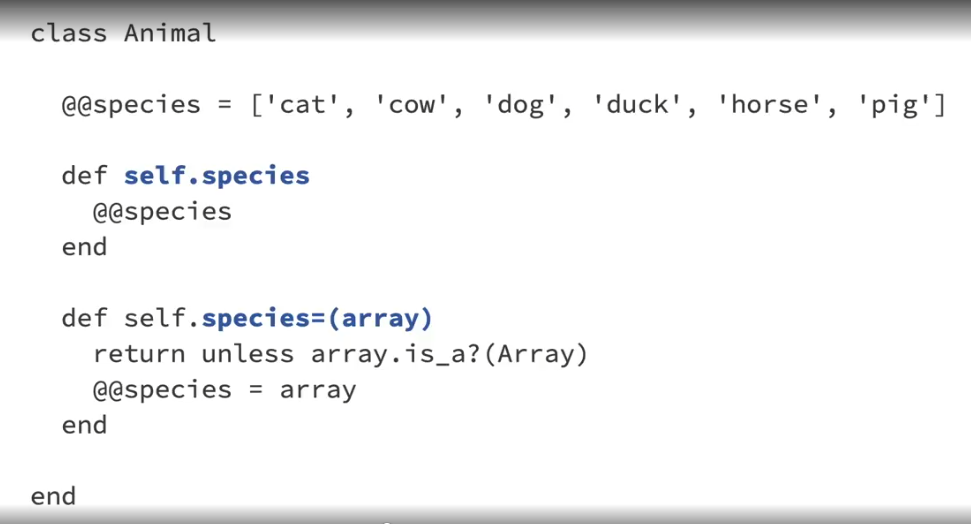 class Animal
@@species = ['cat', 'cow', 'dog', 'duck', 'horse', 'pig']
def self.species
@@species
end
def self.species=(array)
return unless array.is_a?(Array)
@@species = array
end
end